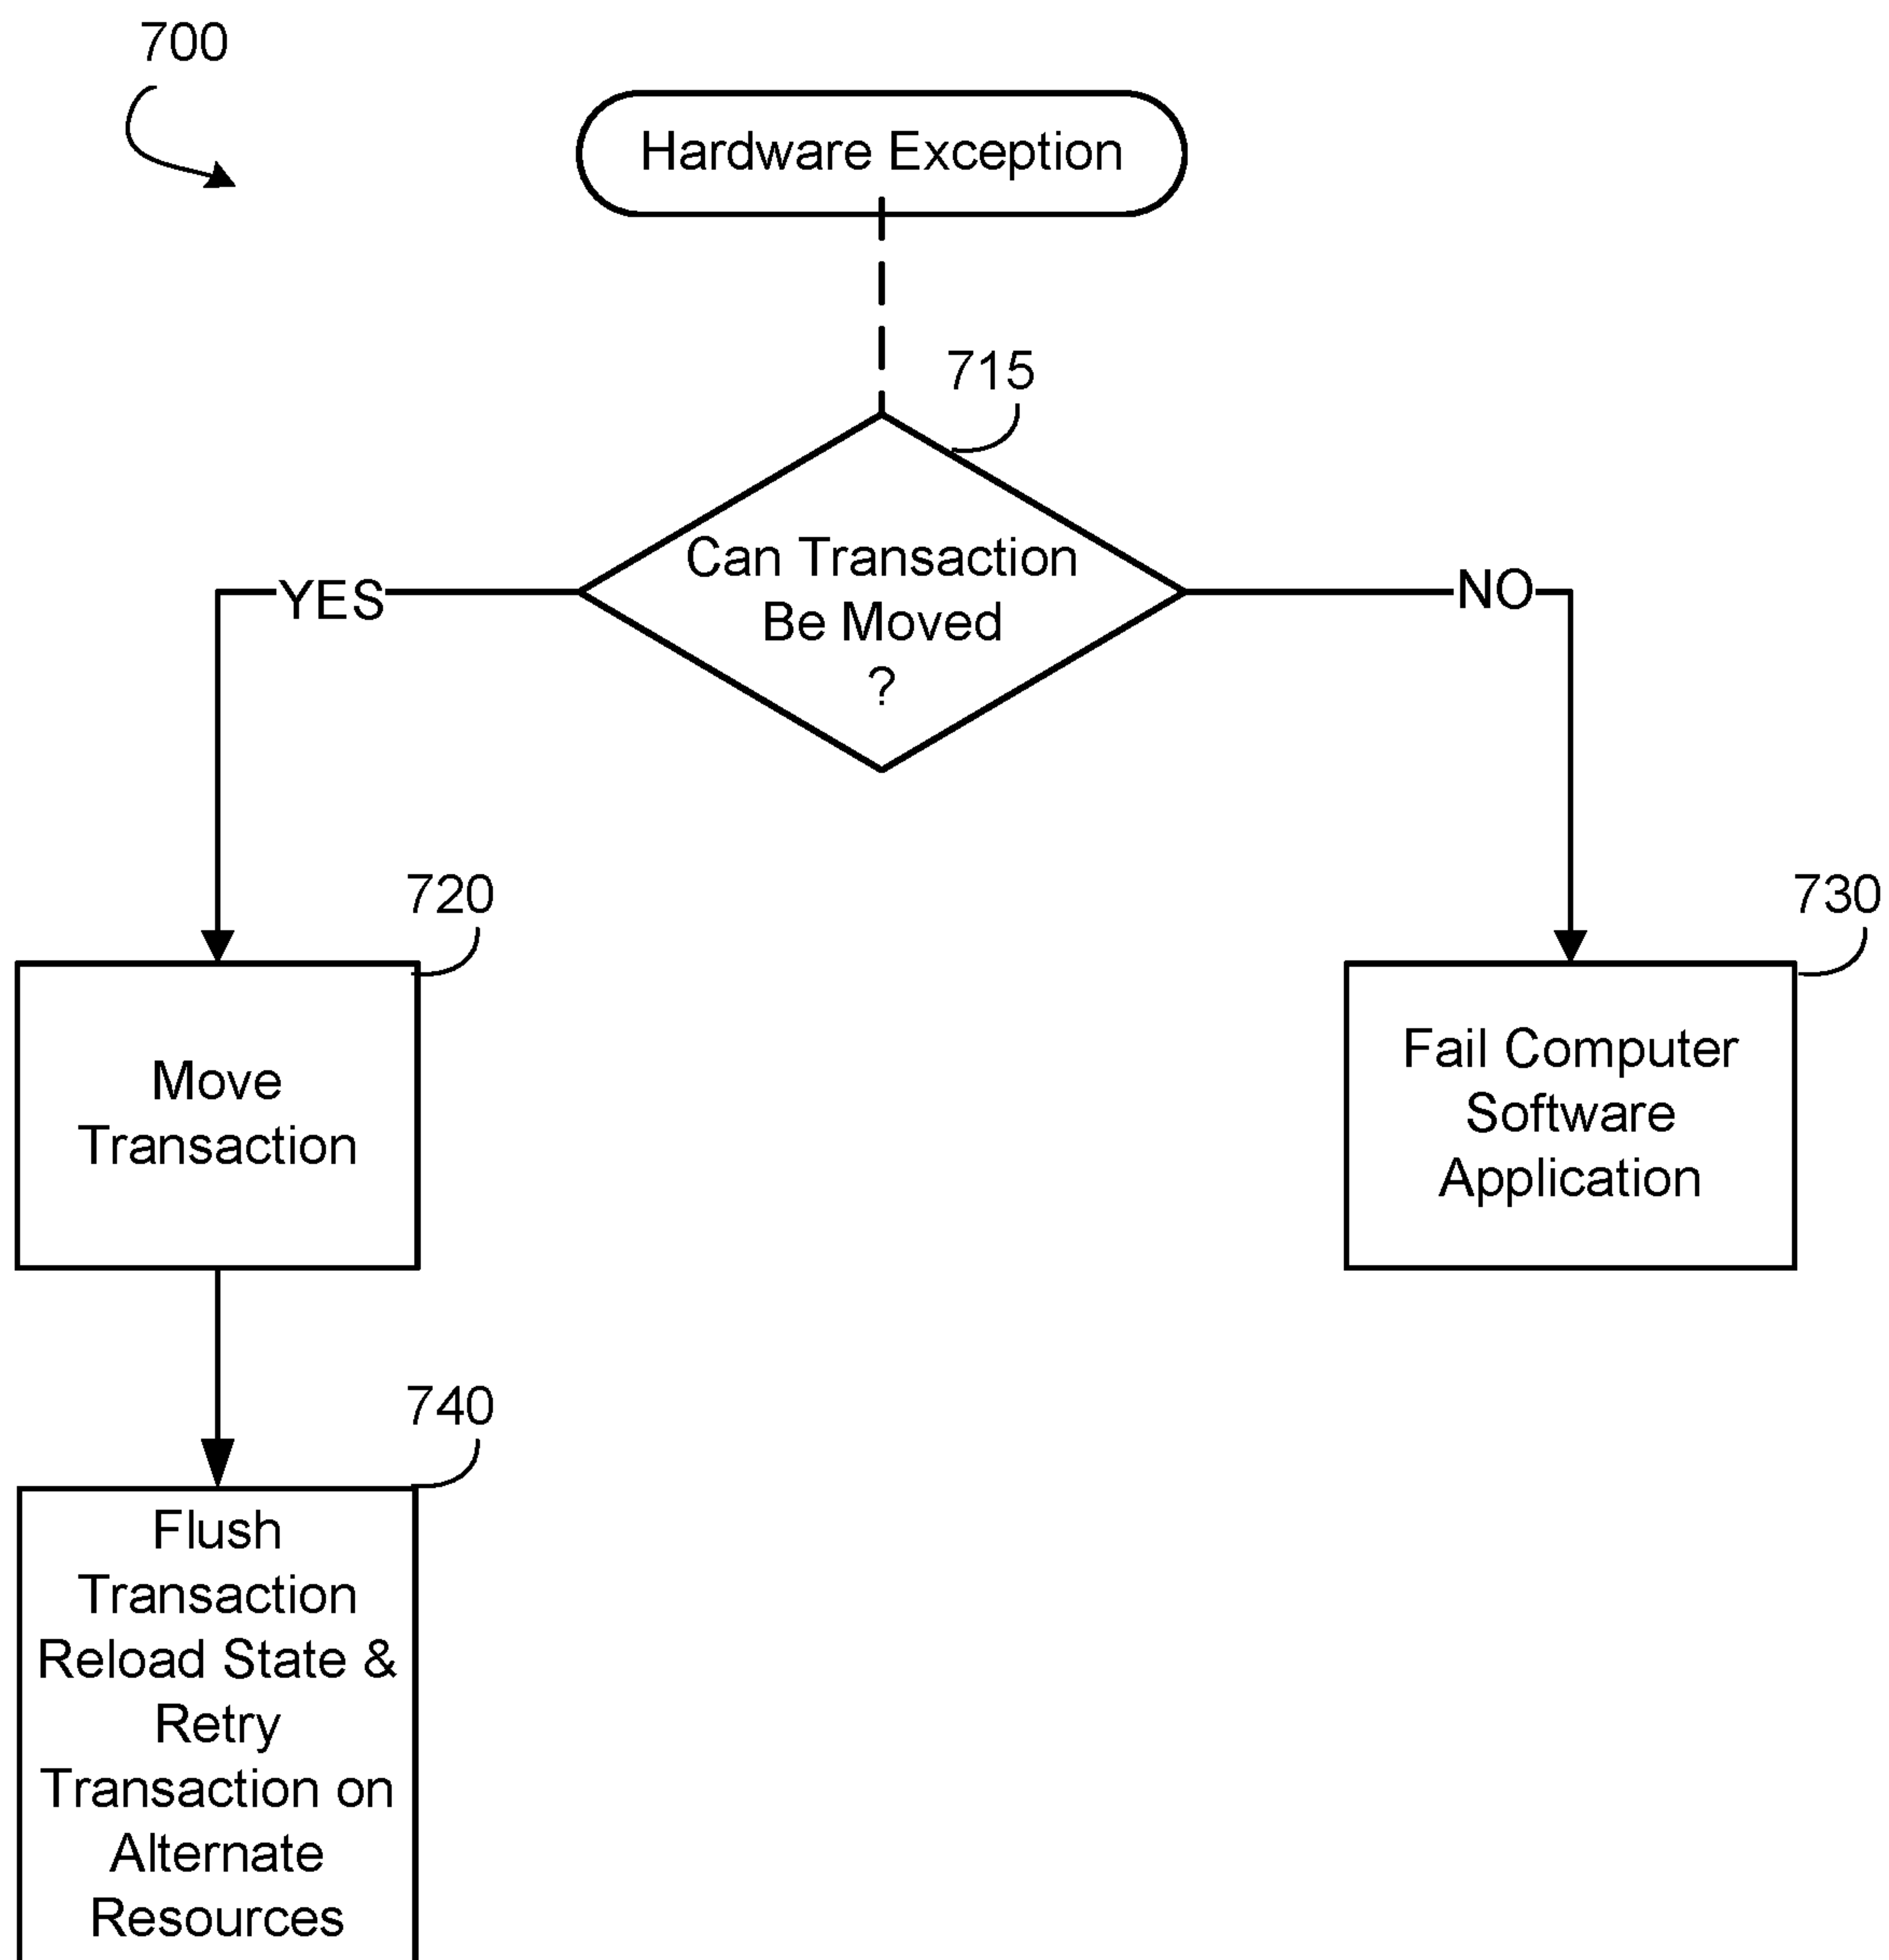 700
Hardware Exception
715
Can Transaction
Be Moved
?
YES
NO
720
Move
Transaction
730
Fail Computer
Software
Application
740
Flush
Transaction
Reload State &
Retry
Transaction on
Alternate
Resources